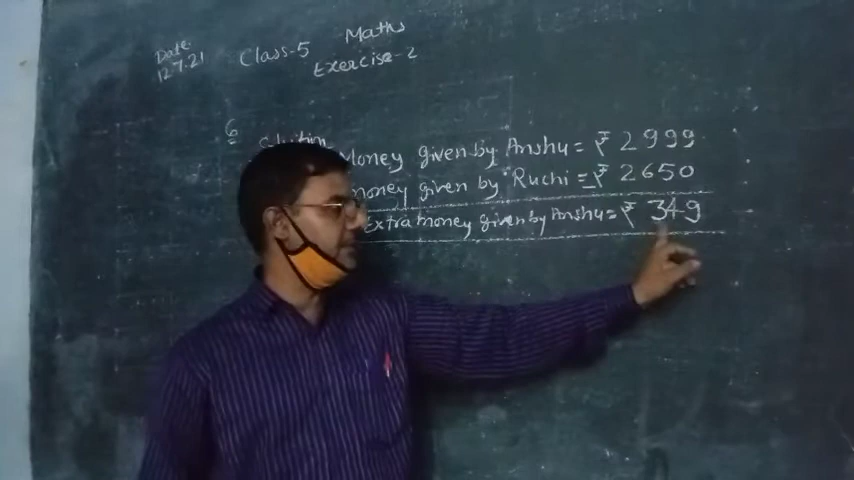 Date
12.7.21
Class-5 Maths
Exercise-2
6 Solution
Money given by Anshu = ₹ 2999
money given by Ruchi = ₹ 2650
Extra money given by Anshu = ₹ 349